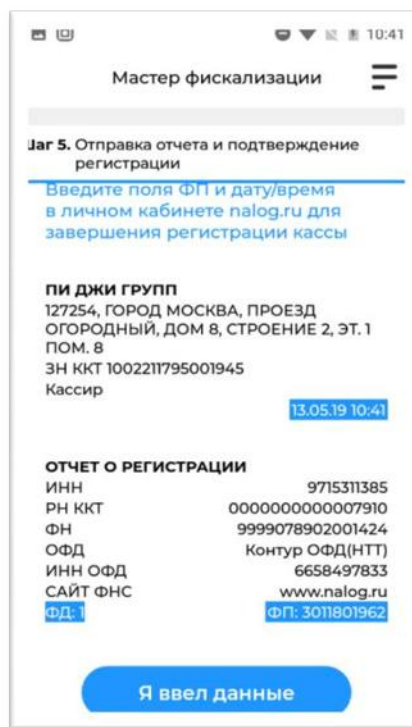 10:41
Мастер фискализации
Шаг 5. Отправка отчета и подтверждение
регистрации
Введите поля ФП и дату/время
в личном кабинете nalog.ru для
завершения регистрации кассы
ПИ ДЖИ ГРУПП
127254, ГОРОД МОСКВА, ПРОЕЗД
ОГОРОДНЫЙ, ДОМ 8, СТРОЕНИЕ 2, ЭТ. 1
ПОМ. 8
ЗН ККТ 1002211795001945
Кассир
13.05.19 10:41
ОТЧЕТ О РЕГИСТРАЦИИ
ИНН 9715311385
РН ККТ 0000000000007910
ФН 9999078902001424
ОФД Контур ОФД(НТТ)
ИНН ОФД 6658497833
САЙТ ФНС www.nalog.ru
ФД: 1 ФП: 3011801962
Я ввел данные